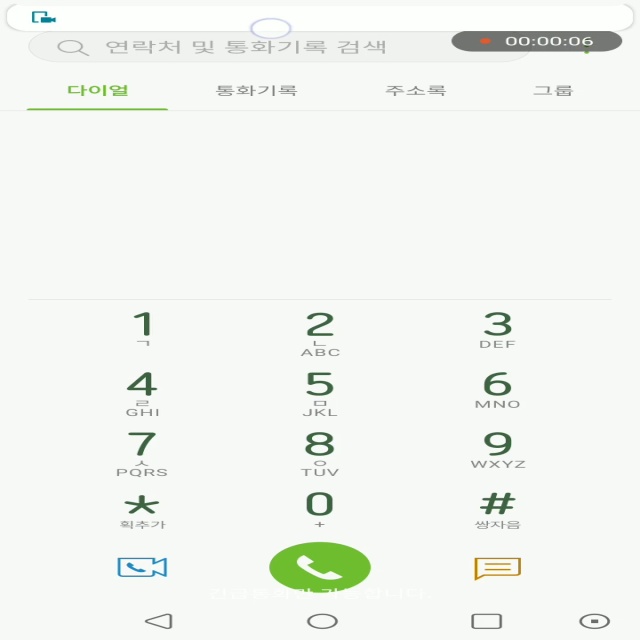 00:00:06
연락처 및 통화기록 검색
다이얼 통화기록 주소록 그룹
1 2 3
ㄱ ㄴ DEF
ABC
4 5 6
ㄹ ㅁ MNO
GHI JKL
7 8 9
ㅅ ㅇ WXYZ
PQRS TUV
* 0 #
획추가 + 쌍자음